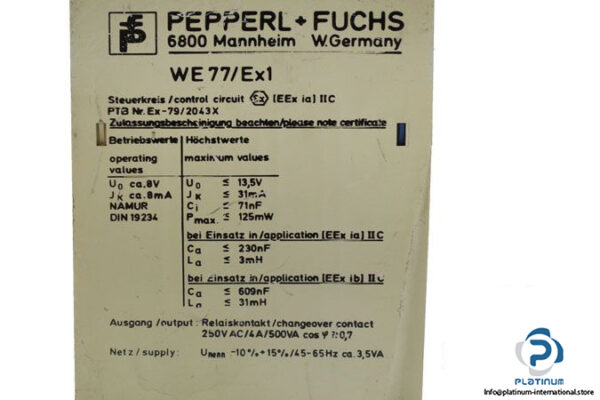 PEPPERL + FUCHS
6800 Mannheim W.Germany
WE 77/Ex1
Steuerkreis /control circuit Ex [EEx ia] IIC
PTB Nr. Ex-79/2043 X
Zulassungsbescheinigung beachten/please note certificate
Betriebswerte Höchstwerte
operating values maximum values
U₀ ca. 8V U₀ ≤ 13,5V
Jₖ ca. 8mA Jₖ ≤ 31mA
NAMUR Cᵢ ≤ 71nF
DIN 19234 Pmax. ≤ 125mW
bei Einsatz in/application [EEx ia] IIC
Cₐ ≤ 230nF
Lₐ ≤ 3mH
bei Einsatz in/application [EEx ib] IIC
Cₐ ≤ 609nF
Lₐ ≤ 31mH
Ausgang /output : Relaiskontakt /changeover contact
250VAC/4A/500VA cos φ ≥ 0,7
Netz / supply: Unenn -10%+15%/45-65Hz ca. 3,5VA
PLATINUM
INTERNATIONAL
info@platinum-international.store